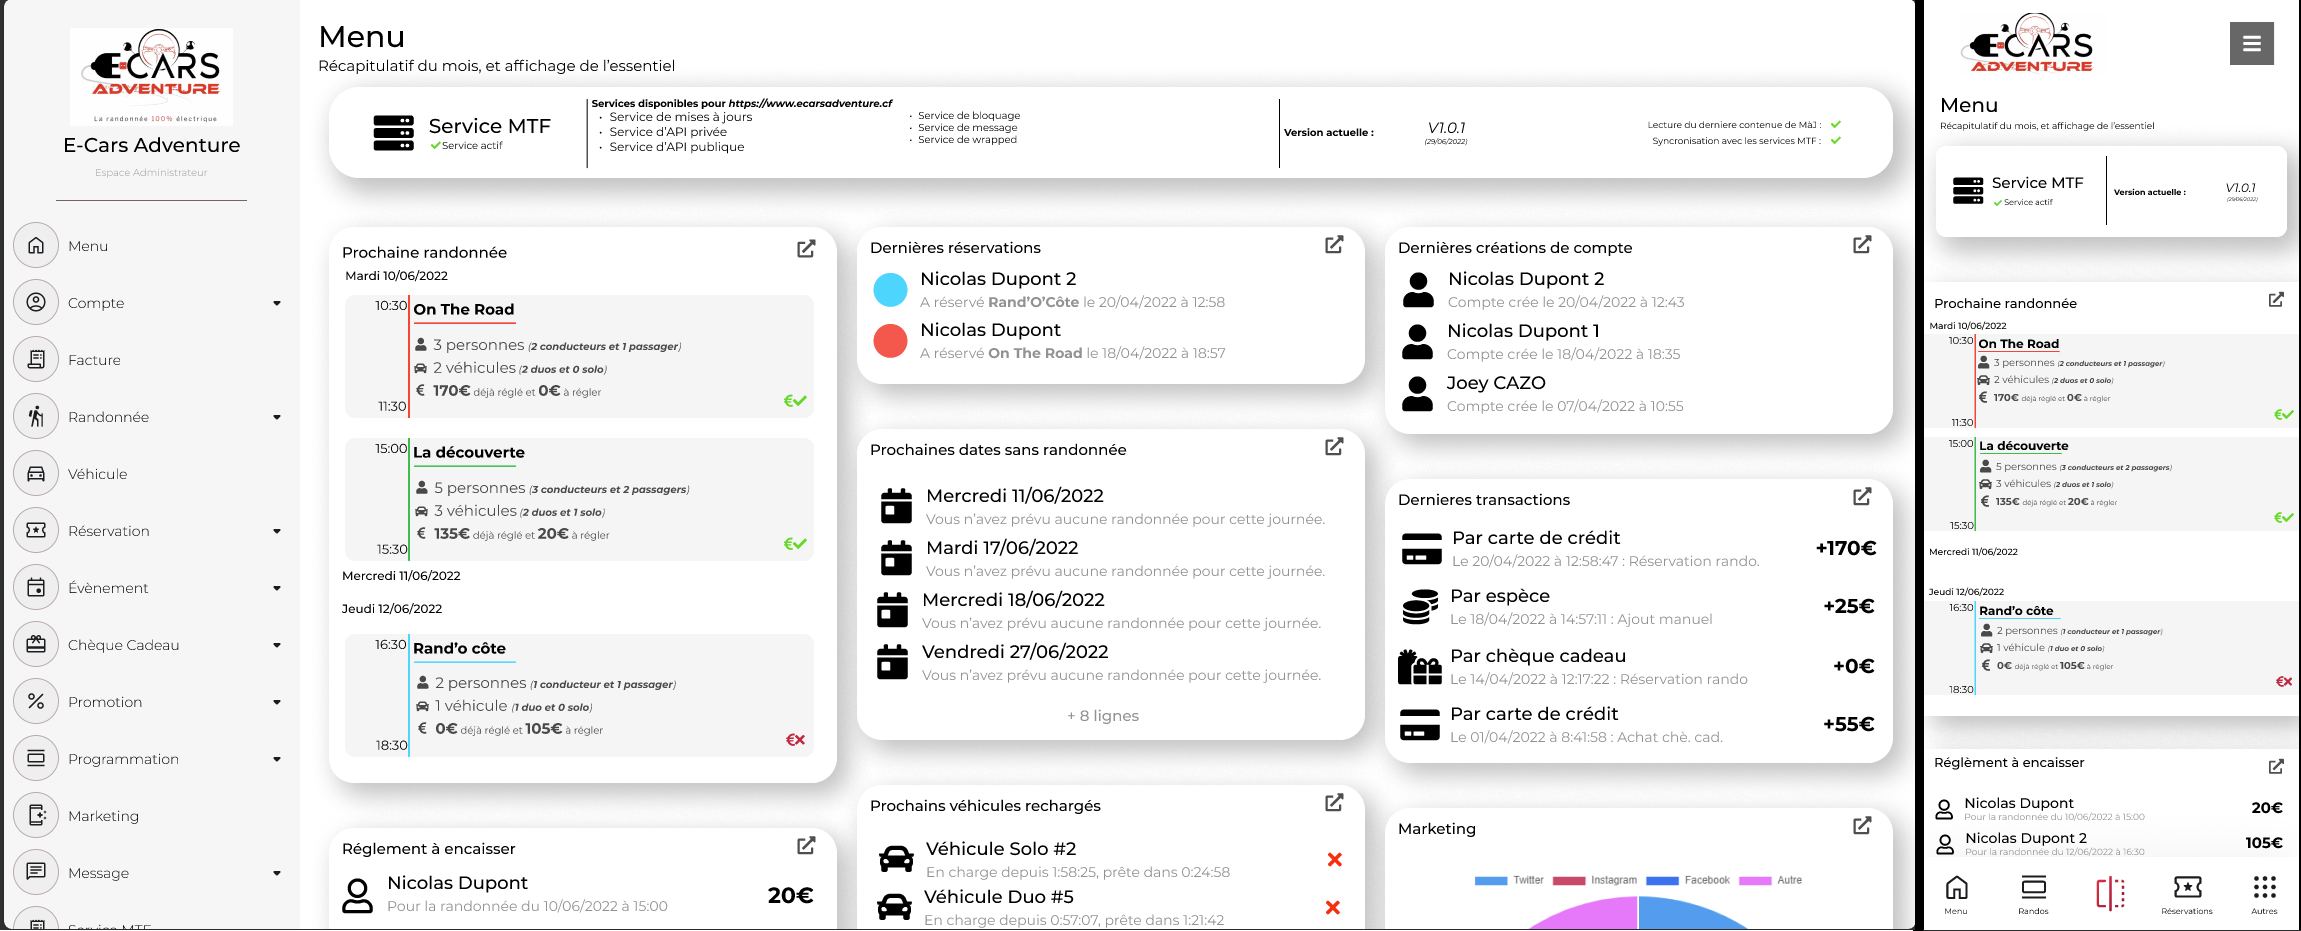 E-CARS
ADVENTURE
La randonnée 100% électrique
E-Cars Adventure
Espace Administrateur
Menu
Compte
Facture
Randonnée
Véhicule
Réservation
Évènement
Chèque Cadeau
Promotion
Programmation
Marketing
Message
Service MTF
Menu
Récapitulatif du mois, et affichage de l'essentiel
Service MTF
Service actif
Services disponibles pour https://www.ecarsadventure.cf
• Service de mises à jours
• Service d'API privée
• Service d'API publique
• Service de bloquage
• Service de message
• Service de wrapped
Version actuelle :
V1.0.1
(29/06/2022)
Lecture du derniere contenue de MàJ :
Syncronisation avec les services MTF :
Prochaine randonnée
Mardi 10/06/2022
10:30
On The Road
3 personnes (2 conducteurs et 1 passager)
2 véhicules (2 duos et 0 solo)
€ 170€ déjà réglé et 0€ à régler
11:30
€
15:00
La découverte
5 personnes (3 conducteurs et 2 passagers)
3 véhicules (2 duos et 1 solo)
€ 135€ déjà réglé et 20€ à régler
15:30
€
Mercredi 11/06/2022
Jeudi 12/06/2022
16:30
Rand'o côte
2 personnes (1 conducteur et 1 passager)
1 véhicule (1 duo et 0 solo)
€ 0€ déjà réglé et 105€ à régler
18:30
€
Réglement à encaisser
Nicolas Dupont
Pour la randonnée du 10/06/2022 à 15:00
20€
Dernières réservations
Nicolas Dupont 2
A réservé Rand'O'Côte le 20/04/2022 à 12:58
Nicolas Dupont
A réservé On The Road le 18/04/2022 à 18:57
Prochaines dates sans randonnée
Mercredi 11/06/2022
Vous n'avez prévu aucune randonnée pour cette journée.
Mardi 17/06/2022
Vous n'avez prévu aucune randonnée pour cette journée.
Mercredi 18/06/2022
Vous n'avez prévu aucune randonnée pour cette journée.
Vendredi 27/06/2022
Vous n'avez prévu aucune randonnée pour cette journée.
+ 8 lignes
Prochains véhicules rechargés
Véhicule Solo #2
En charge depuis 1:58:25, prête dans 0:24:58
Véhicule Duo #5
En charge depuis 0:57:07, prête dans 1:21:42
Dernières créations de compte
Nicolas Dupont 2
Compte crée le 20/04/2022 à 12:43
Nicolas Dupont 1
Compte crée le 18/04/2022 à 18:35
Joey CAZO
Compte crée le 07/04/2022 à 10:55
Dernieres transactions
Par carte de crédit
Le 20/04/2022 à 12:58:47 : Réservation rando.
+170€
Par espèce
Le 18/04/2022 à 14:57:11 : Ajout manuel
+25€
Par chèque cadeau
Le 14/04/2022 à 12:17:22 : Réservation rando
+0€
Par carte de crédit
Le 01/04/2022 à 8:41:58 : Achat chè. cad.
+55€
Marketing
Twitter Instagram Facebook Autre
E-CARS
ADVENTURE
Menu
Récapitulatif du mois, et affichage de l'essentiel
Service MTF
Service actif
Version actuelle :
V1.0.1
(29/06/2022)
Prochaine randonnée
Mardi 10/06/2022
10:30
On The Road
3 personnes (2 conducteurs et 1 passager)
2 véhicules (2 duos et 0 solo)
€ 170€ déjà réglé et 0€ à régler
11:30
€
15:00
La découverte
5 personnes (3 conducteurs et 2 passagers)
3 véhicules (2 duos et 1 solo)
€ 135€ déjà réglé et 20€ à régler
15:30
€
Mercredi 11/06/2022
Jeudi 12/06/2022
16:30
Rand'o côte
2 personnes (1 conducteur et 1 passager)
1 véhicule (1 duo et 0 solo)
€ 0€ déjà réglé et 105€ à régler
18:30
€
Réglèment à encaisser
Nicolas Dupont
Pour la randonnée du 10/06/2022 à 15:00
20€
Nicolas Dupont 2
Pour la randonnée du 12/06/2022 à 16:30
105€
Menu
Randos
Réservations
Autres